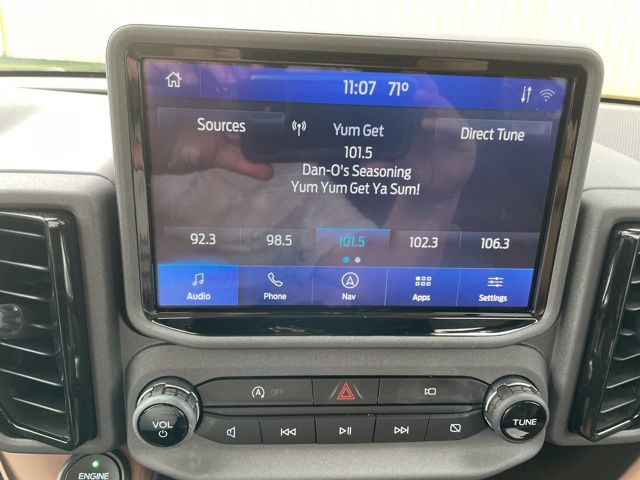 11:07 71°
Sources
Yum Get
Direct Tune
101.5
Dan-O's Seasoning
Yum Yum Get Ya Sum!
92.3 98.5 101.5 102.3 106.3
Audio Phone Nav Apps Settings
A OFF
VOL
TUNE
ENGINE